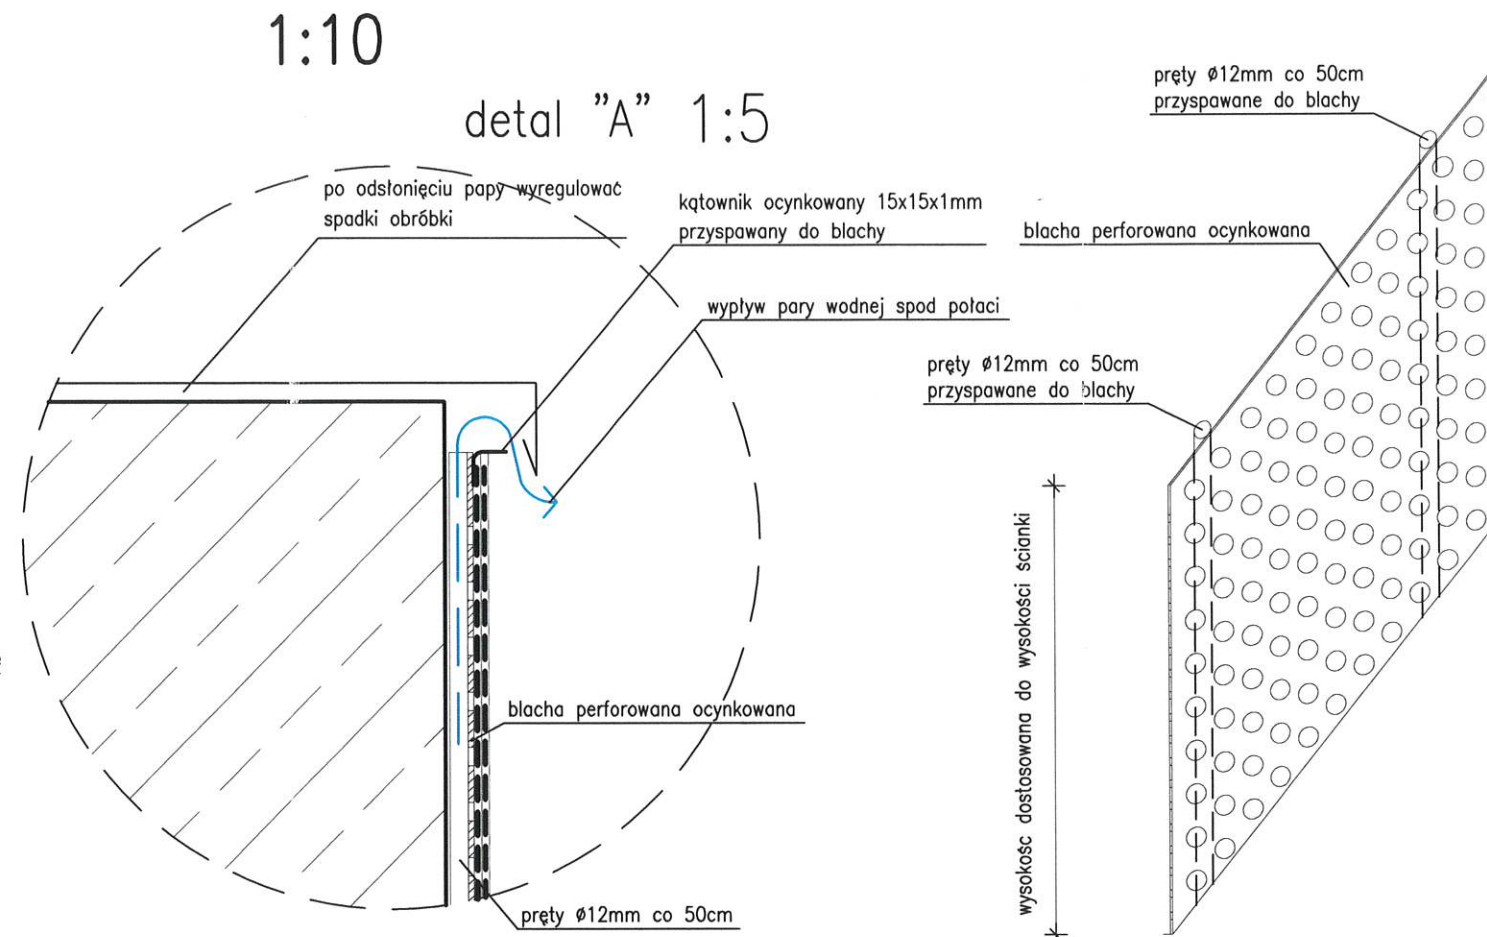 1:10
detal "A" 1:5
po odsłonięciu papy wyregulować
spadki obróbki
kątownik ocynkowany 15x15x1mm
przyspawany do blachy
wypływ pary wodnej spod połaci
blacha perforowana ocynkowana
pręty ø12mm co 50cm
pręty ø12mm co 50cm
przyspawane do blachy
blacha perforowana ocynkowana
pręty ø12mm co 50cm
przyspawane do blachy
wysokośc dostosowana do wysokości ścianki